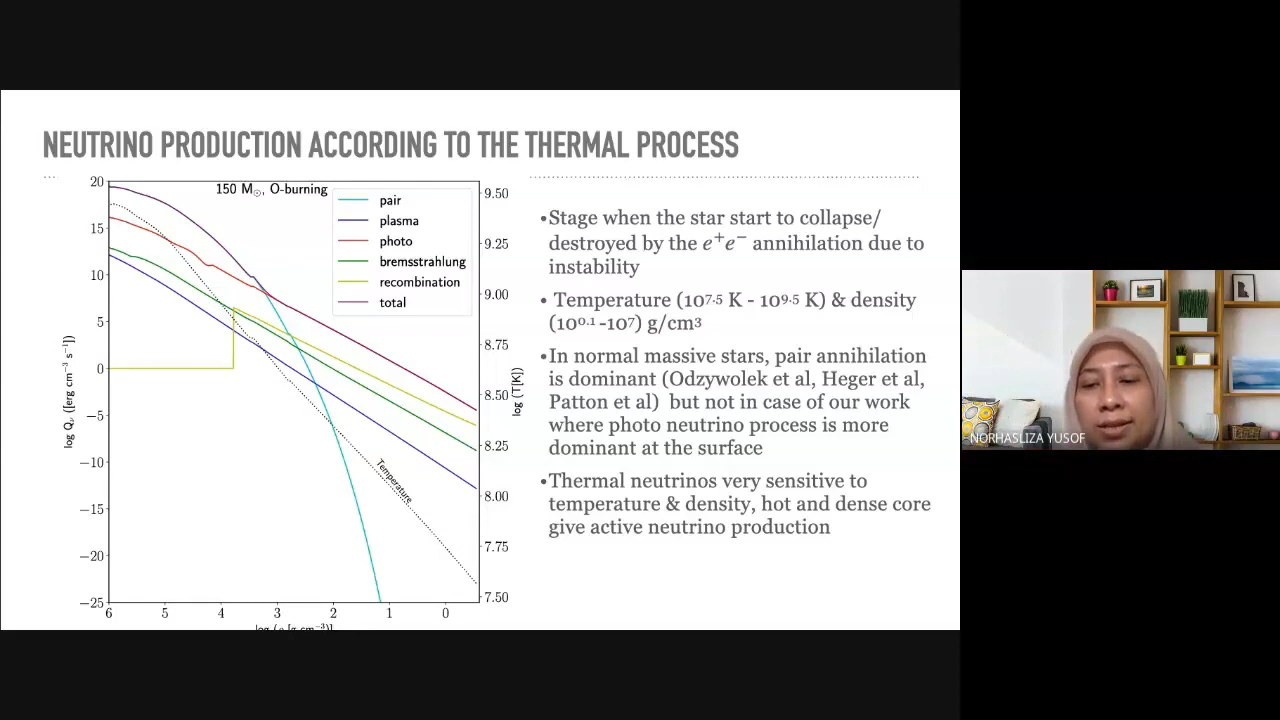 NEUTRINO PRODUCTION ACCORDING TO THE THERMAL PROCESS
150 M⊙, O-burning
pair
plasma
photo
bremsstrahlung
recombination
total
20
15
10
5
0
−5
−10
−15
−20
−25
log Qν ([erg cm⁻³ s⁻¹])
6
5
4
3
2
1
0
9.50
9.25
9.00
8.75
8.50
8.25
8.00
7.75
7.50
log (T[K])
Temperature
•Stage when the star start to collapse/
destroyed by the e⁺e⁻ annihilation due to
instability
• Temperature (10⁷·⁵ K - 10⁹·⁵ K) & density
(10⁰·¹ -10⁷) g/cm³
•In normal massive stars, pair annihilation
is dominant (Odzywolek et al, Heger et al,
Patton et al) but not in case of our work
where photo neutrino process is more
dominant at the surface
•Thermal neutrinos very sensitive to
temperature & density, hot and dense core
give active neutrino production
NORHASLIZA YUSOF